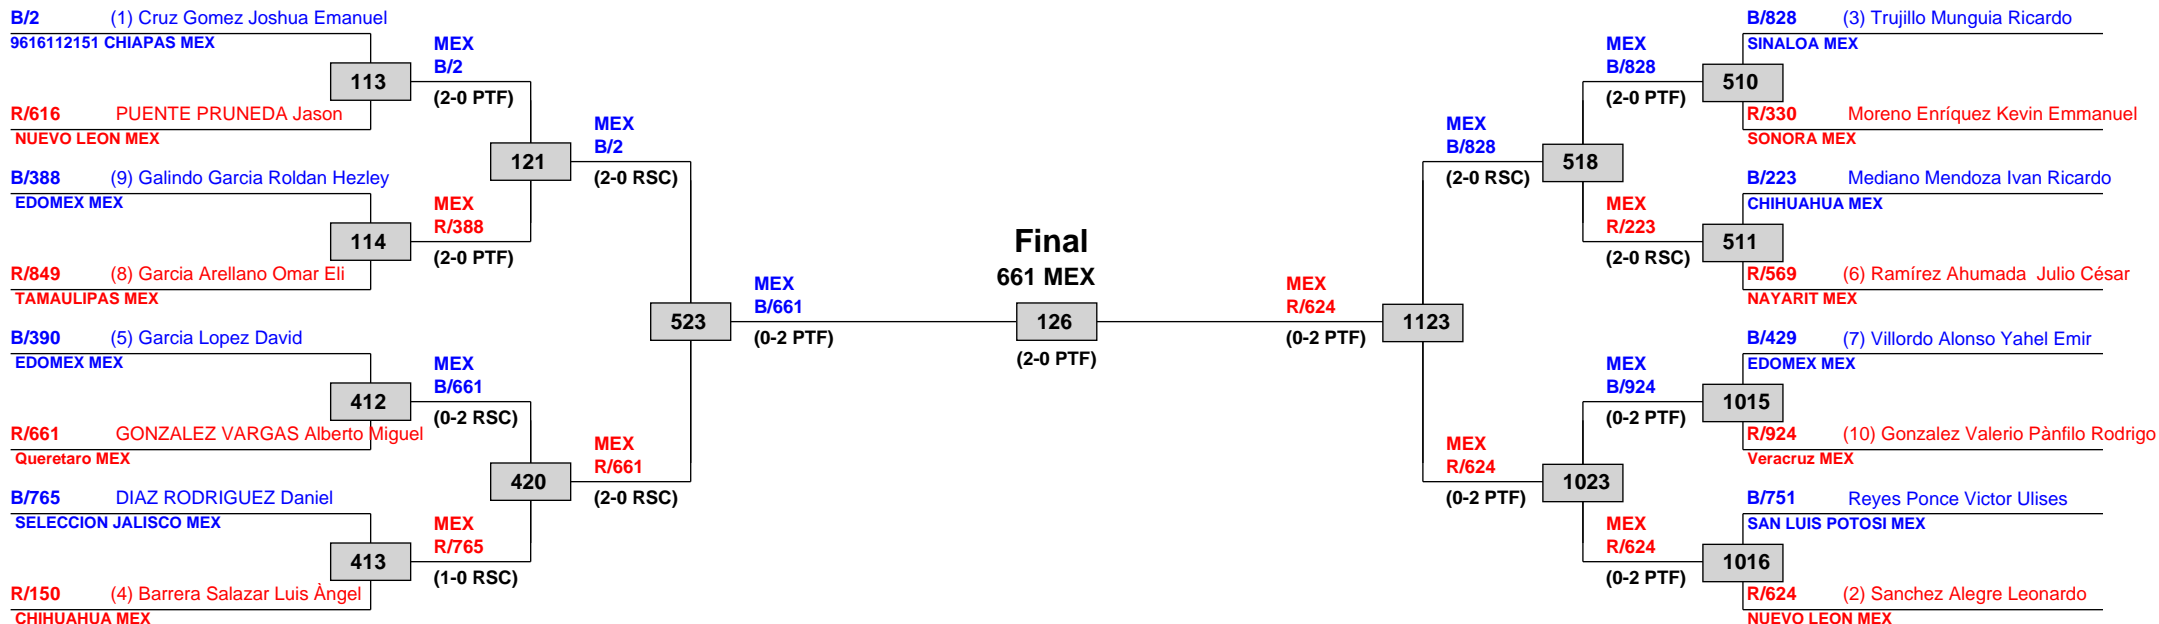 B/2 (1) Cruz Gomez Joshua Emanuel
9616112151 CHIAPAS MEX
113
R/616 PUENTE PRUNEDA Jason
NUEVO LEON MEX
MEX
B/2
(2-0 PTF)
B/388 (9) Galindo Garcia Roldan Hezley
EDOMEX MEX
114
R/849 (8) Garcia Arellano Omar Eli
TAMAULIPAS MEX
MEX
R/388
(2-0 PTF)
121
MEX
B/2
(2-0 RSC)
B/390 (5) Garcia Lopez David
EDOMEX MEX
412
R/661 GONZALEZ VARGAS Alberto Miguel
Queretaro MEX
MEX
B/661
(0-2 RSC)
B/765 DIAZ RODRIGUEZ Daniel
SELECCION JALISCO MEX
413
R/150 (4) Barrera Salazar Luis Àngel
CHIHUAHUA MEX
MEX
R/765
(1-0 RSC)
420
MEX
R/661
(2-0 RSC)
523
MEX
B/661
(0-2 PTF)
Final
661 MEX
126
(2-0 PTF)
MEX
R/624
(0-2 PTF)
1123
MEX
B/828
(2-0 RSC)
518
MEX
B/828
(2-0 PTF)
510
B/828 (3) Trujillo Munguia Ricardo
SINALOA MEX
R/330 Moreno Enríquez Kevin Emmanuel
SONORA MEX
MEX
R/223
(2-0 RSC)
511
B/223 Mediano Mendoza Ivan Ricardo
CHIHUAHUA MEX
R/569 (6) Ramírez Ahumada Julio César
NAYARIT MEX
MEX
R/624
(0-2 PTF)
1023
MEX
B/924
(0-2 PTF)
1015
B/429 (7) Villordo Alonso Yahel Emir
EDOMEX MEX
R/924 (10) Gonzalez Valerio Pànfilo Rodrigo
Veracruz MEX
MEX
R/624
(0-2 PTF)
1016
B/751 Reyes Ponce Victor Ulises
SAN LUIS POTOSI MEX
R/624 (2) Sanchez Alegre Leonardo
NUEVO LEON MEX